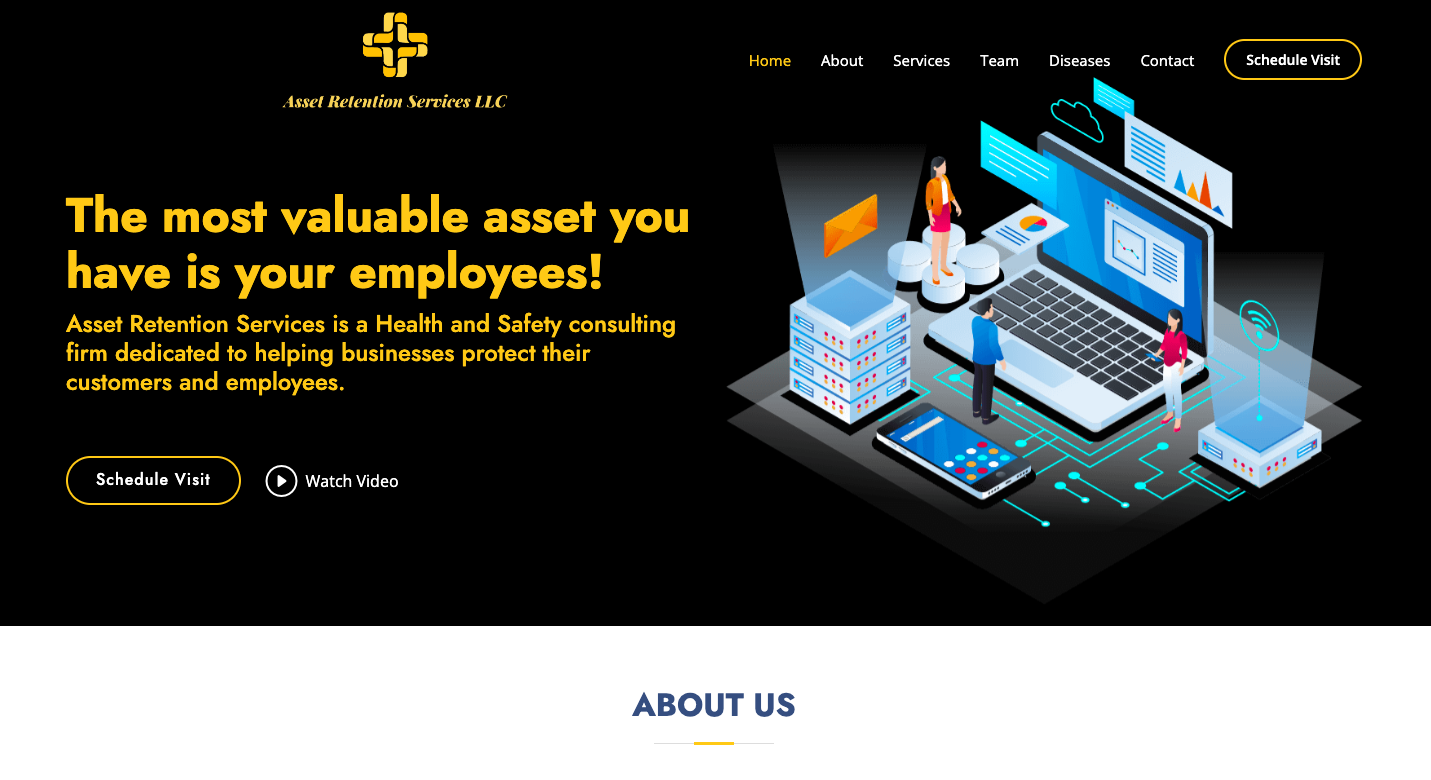 Asset Retention Services LLC
Home About Services Team Diseases Contact Schedule Visit
The most valuable asset you
have is your employees!
Asset Retention Services is a Health and Safety consulting
firm dedicated to helping businesses protect their
customers and employees.
Schedule Visit Watch Video
ABOUT US